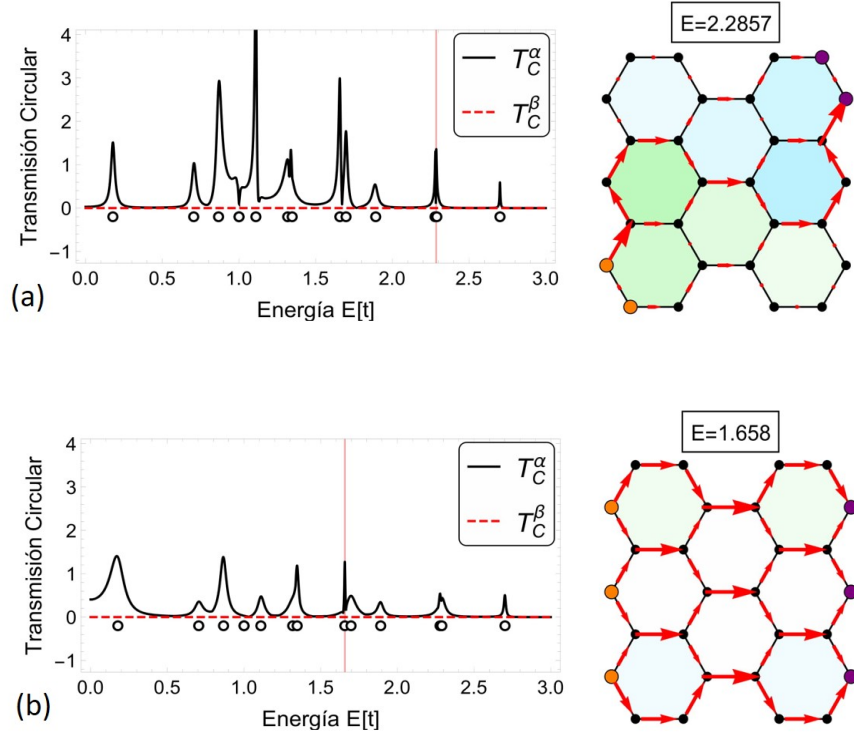 E=2.2857
4
3
2
1
0
−1
Transmisión Circular
T_C^α
T_C^β
0.0 0.5 1.0 1.5 2.0 2.5 3.0
Energía E[t]
(a)
E=1.658
4
3
2
1
0
−1
Transmisión Circular
T_C^α
T_C^β
0.0 0.5 1.0 1.5 2.0 2.5 3.0
Energía E[t]
(b)